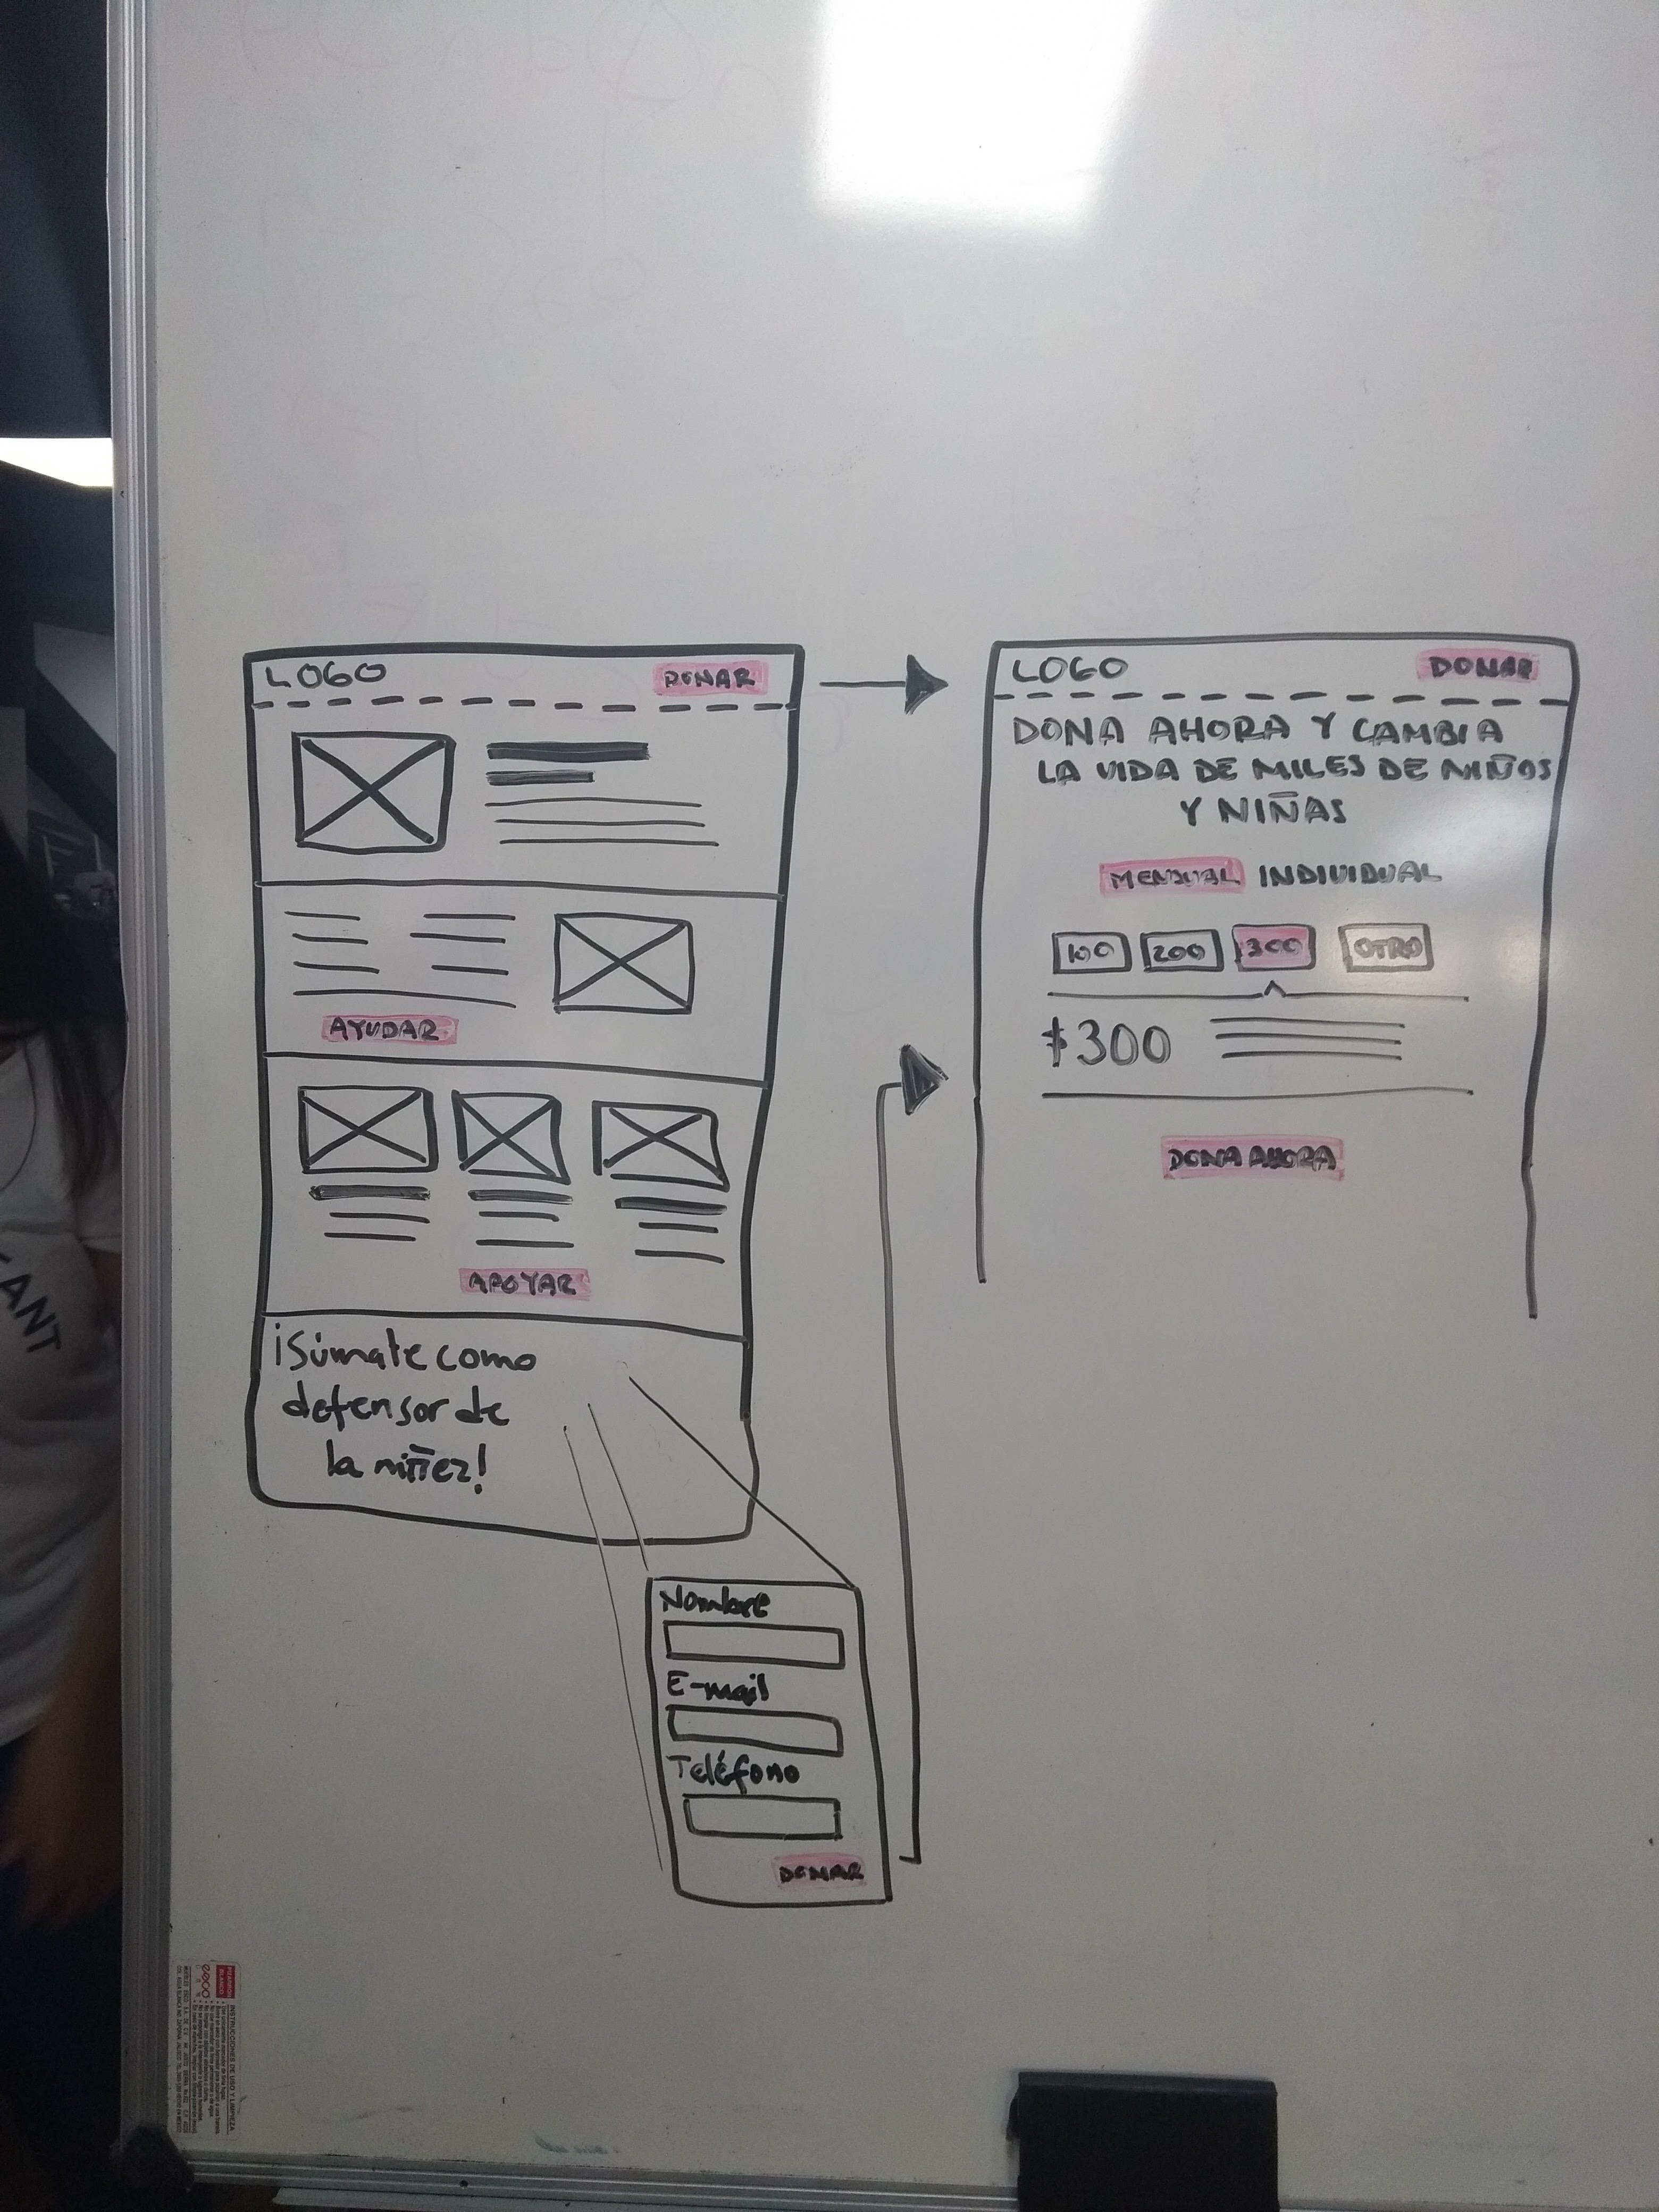 LOGO
DONAR
AYUDAR
APOYAR
¡Súmate como
defensor de
la niñez!
Nombre
E-mail
Teléfono
DONAR
LOGO
DONAR
DONA AHORA Y CAMBIA
LA VIDA DE MILES DE NIÑOS
Y NIÑAS
MENSUAL INDIVIDUAL
100 200 300 OTRO
$300
DONA AHORA
ANT
PIZARRON
BLANCO
INSTRUCCIONES DE USO Y LIMPIEZA